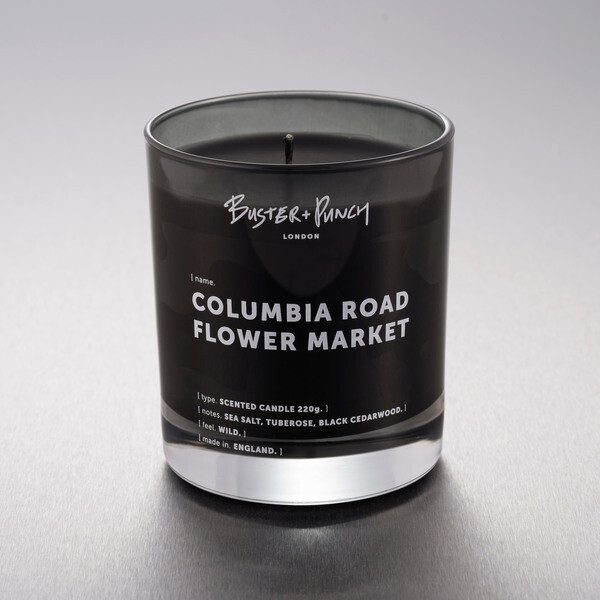 BUSTER + PUNCH
LONDON
| name.
COLUMBIA ROAD
FLOWER MARKET
| type. SCENTED CANDLE 220g. |
| notes. SEA SALT, TUBEROSE, BLACK CEDARWOOD. |
| feel. WILD. |
| made in. ENGLAND. |